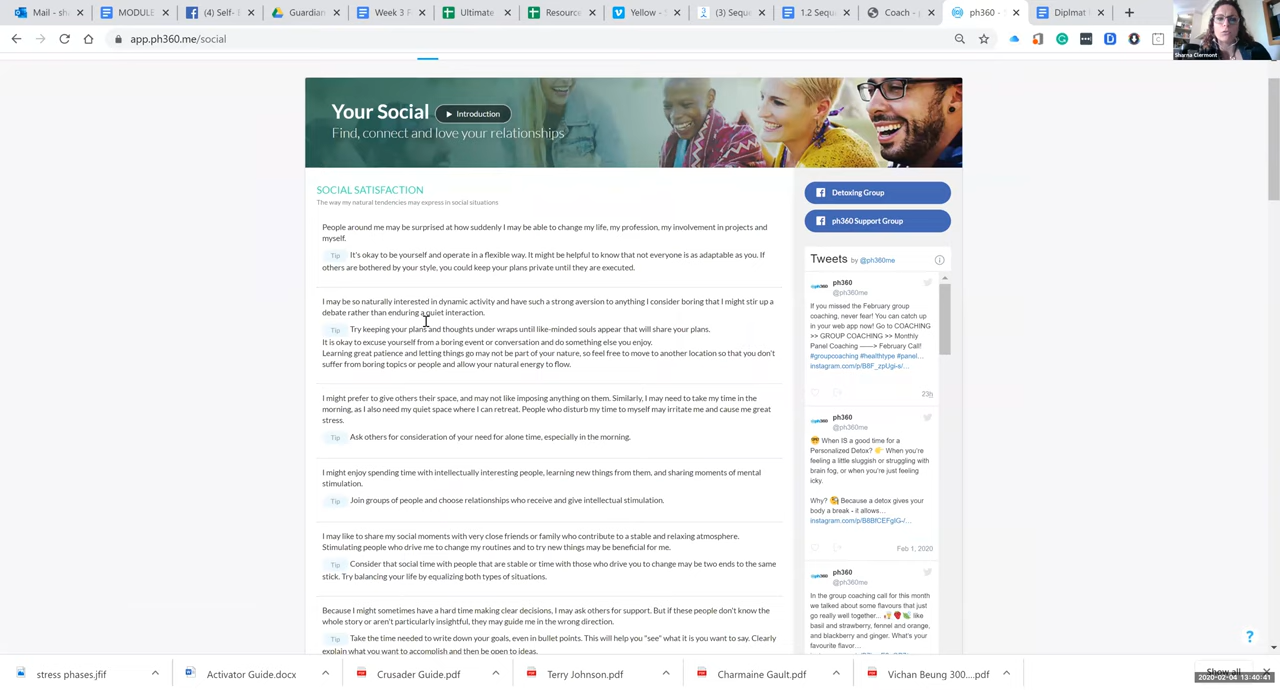 Mail - sha
MODULE
(4) Self-
Guardian
Week 3 F
Ultimate
Resource
Yellow -
(3) Sequ
1.2 Sequ
Coach -
ph360 -
Diplmat
app.ph360.me/social
Sharna Clermont
Your Social
Introduction
Find, connect and love your relationships
SOCIAL SATISFACTION
The way my natural tendencies may express in social situations
People around me may be surprised at how suddenly I may be able to change my life, my profession, my involvement in projects and
myself.
Tip It's okay to be yourself and operate in a flexible way. It might be helpful to know that not everyone is as adaptable as you. If
others are bothered by your style, you could keep your plans private until they are executed.
I may be so naturally interested in dynamic activity and have such a strong aversion to anything I consider boring that I might stir up a
debate rather than enduring a quiet interaction.
Tip Try keeping your plans and thoughts under wraps until like-minded souls appear that will share your plans.
It is okay to excuse yourself from a boring event or conversation and do something else you enjoy.
Learning great patience and letting things go may not be part of your nature, so feel free to move to another location so that you don't
suffer from boring topics or people and allow your natural energy to flow.
I might prefer to give others their space, and may not like imposing anything on them. Similarly, I may need to take my time in the
morning, as I also need my quiet space where I can retreat. People who disturb my time to myself may irritate me and cause me great
stress.
Tip Ask others for consideration of your need for alone time, especially in the morning.
I might enjoy spending time with intellectually interesting people, learning new things from them, and sharing moments of mental
stimulation.
Tip Join groups of people and choose relationships who receive and give intellectual stimulation.
I may like to share my social moments with very close friends or family who contribute to a stable and relaxing atmosphere.
Stimulating people who drive me to change my routines and to try new things may be beneficial for me.
Tip Consider that social time with people that are stable or time with those who drive you to change may be two ends to the same
stick. Try balancing your life by equalizing both types of situations.
Because I might sometimes have a hard time making clear decisions, I may ask others for support. But if these people don't know the
whole story or aren't particularly insightful, they may guide me in the wrong direction.
Tip Take the time needed to write down your goals, even in bullet points. This will help you "see" what it is you want to say. Clearly
explain what you want to accomplish and then be open to ideas.
Detoxing Group
ph360 Support Group
Tweets by @ph360me
ph360
@ph360me
If you missed the February group
coaching, never fear! You can catch up
in your web app now! Go to COACHING
>> GROUP COACHING >> Monthly
Panel Coaching ——> February Call!
#groupcoaching #healthtype #panel…
instagram.com/p/B8F_zpUgi-s/…
23h
ph360
@ph360me
🤓 When IS a good time for a
Personalized Detox? 👉 When you're
feeling a little sluggish or struggling with
brain fog, or when you're just feeling
icky.
Why? 🧐 Because a detox gives your
body a break - it allows…
instagram.com/p/B8BfCEFglG-/…
Feb 1, 2020
ph360
@ph360me
In the group coaching call for this month
we talked about some flavours that just
go really well together... like
basil and strawberry, fennel and orange,
and blackberry and ginger. What's your
favourite flavor…
stress phases.jfif
Activator Guide.docx
Crusader Guide.pdf
Terry Johnson.pdf
Charmaine Gault.pdf
Vichan Beung 300....pdf
Show all
2020-02-04 13:40:41